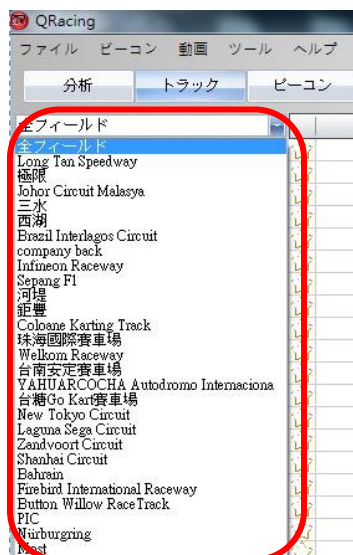 QRacing
ファイル ビーコン 動画 ツール ヘルプ
分析 トラック ビーコン
全フィールド
全フィールド
Long Tan Speedway
極限
Johor Circuit Malasya
三水
西湖
Brazil Interlagos Circuit
company back
Infineon Raceway
Sepang F1
河堤
鉅豐
Coloane Karting Track
珠海國際賽車場
Welkom Raceway
台南安定賽車場
YAHUARCOCHA Autodromo Internaciona
台糖Go Kart賽車場
New Tokyo Circuit
Laguna Sega Circuit
Zandvoort Circuit
Shanhai Circuit
Bahrain
Firebird International Raceway
Button Willow RaceTrack
PIC
Nürburgring
Most